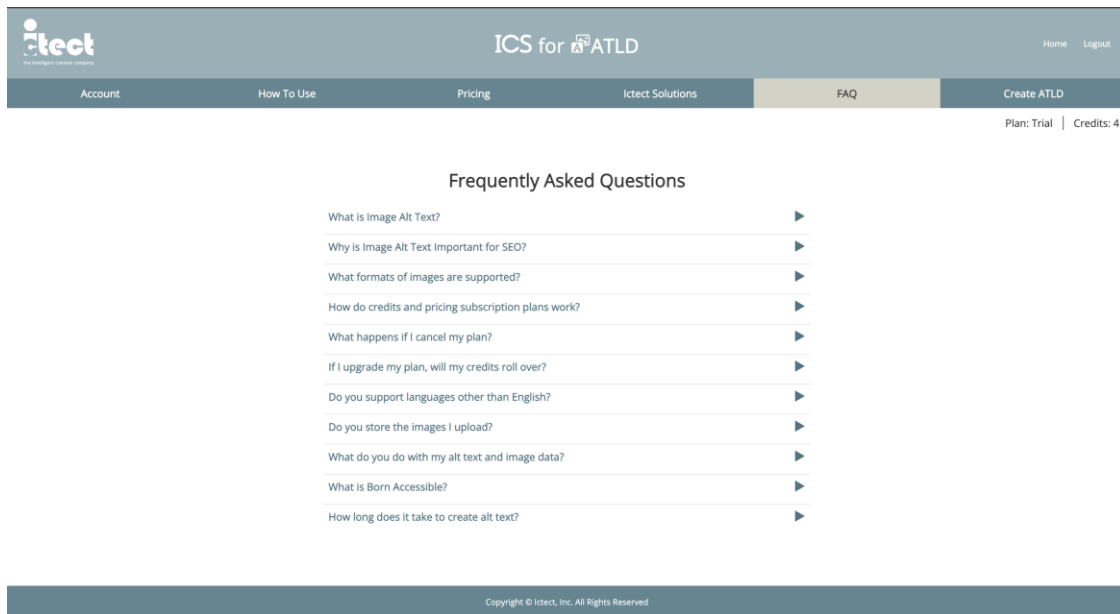 ictect
the intelligent content company
ICS for ATLD
Home Logout
Account How To Use Pricing Ictect Solutions FAQ Create ATLD
Plan: Trial | Credits: 4
Frequently Asked Questions
What is Image Alt Text?
Why is Image Alt Text Important for SEO?
What formats of images are supported?
How do credits and pricing subscription plans work?
What happens if I cancel my plan?
If I upgrade my plan, will my credits roll over?
Do you support languages other than English?
Do you store the images I upload?
What do you do with my alt text and image data?
What is Born Accessible?
How long does it take to create alt text?
Copyright © Ictect, Inc. All Rights Reserved